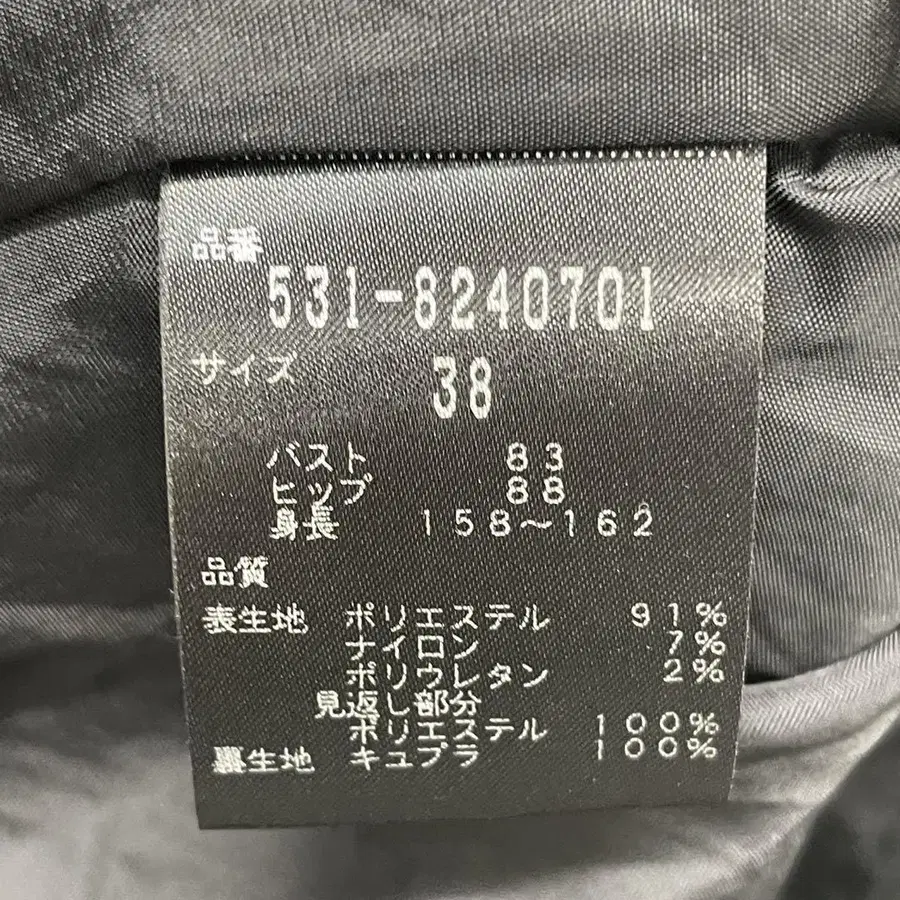 品番
531-8240701
サイズ 38
バスト 83
ヒップ 88
身長 158~162
品質
表生地 ポリエステル 91%
ナイロン 7%
ポリウレタン 2%
見返し部分
ポリエステル 100%
裏生地 キュプラ 100%